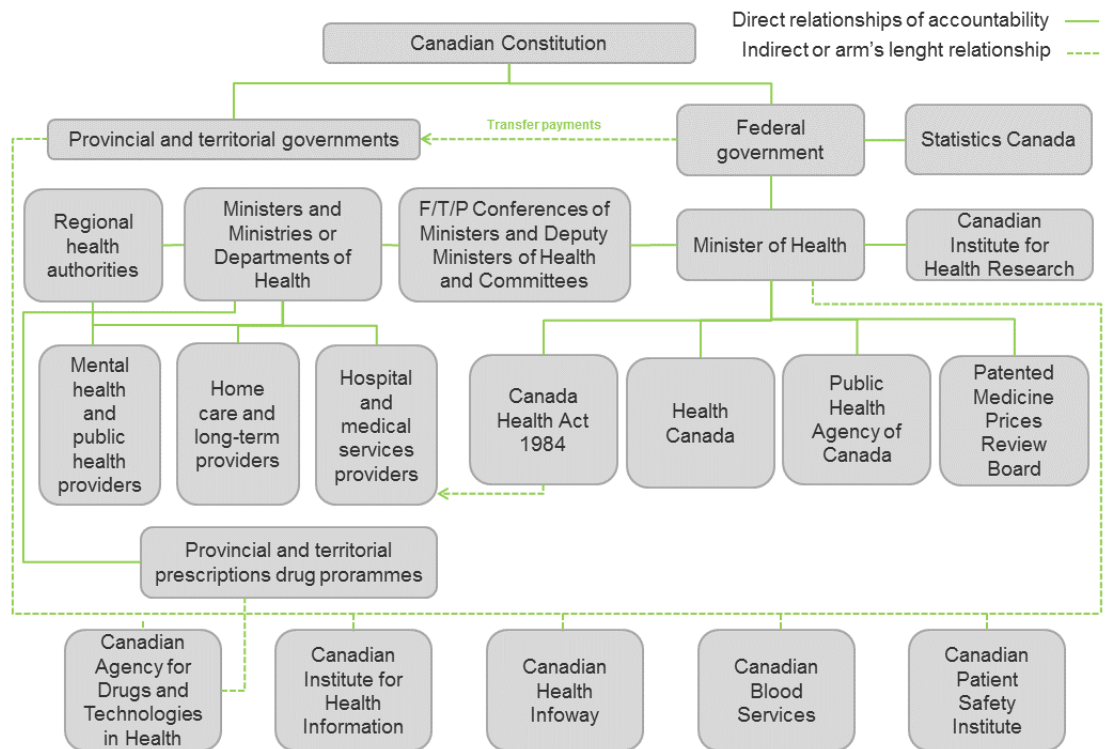 Direct relationships of accountability
Indirect or arm's lenght relationship
Canadian Constitution
Provincial and territorial governments
Transfer payments
Federal
government
Statistics Canada
Regional
health
authorities
Ministers and
Ministries or
Departments of
Health
F/T/P Conferences of
Ministers and Deputy
Ministers of Health
and Committees
Minister of Health
Canadian
Institute for
Health Research
Mental
health
and
public
health
providers
Home
care and
long-term
providers
Hospital
and
medical
services
providers
Canada
Health Act
1984
Health
Canada
Public
Health
Agency of
Canada
Patented
Medicine
Prices
Review
Board
Provincial and territorial
prescriptions drug prorammes
Canadian
Agency for
Drugs and
Technologies
in Health
Canadian
Institute for
Health
Information
Canadian
Health
Infoway
Canadian
Blood
Services
Canadian
Patient
Safety
Institute